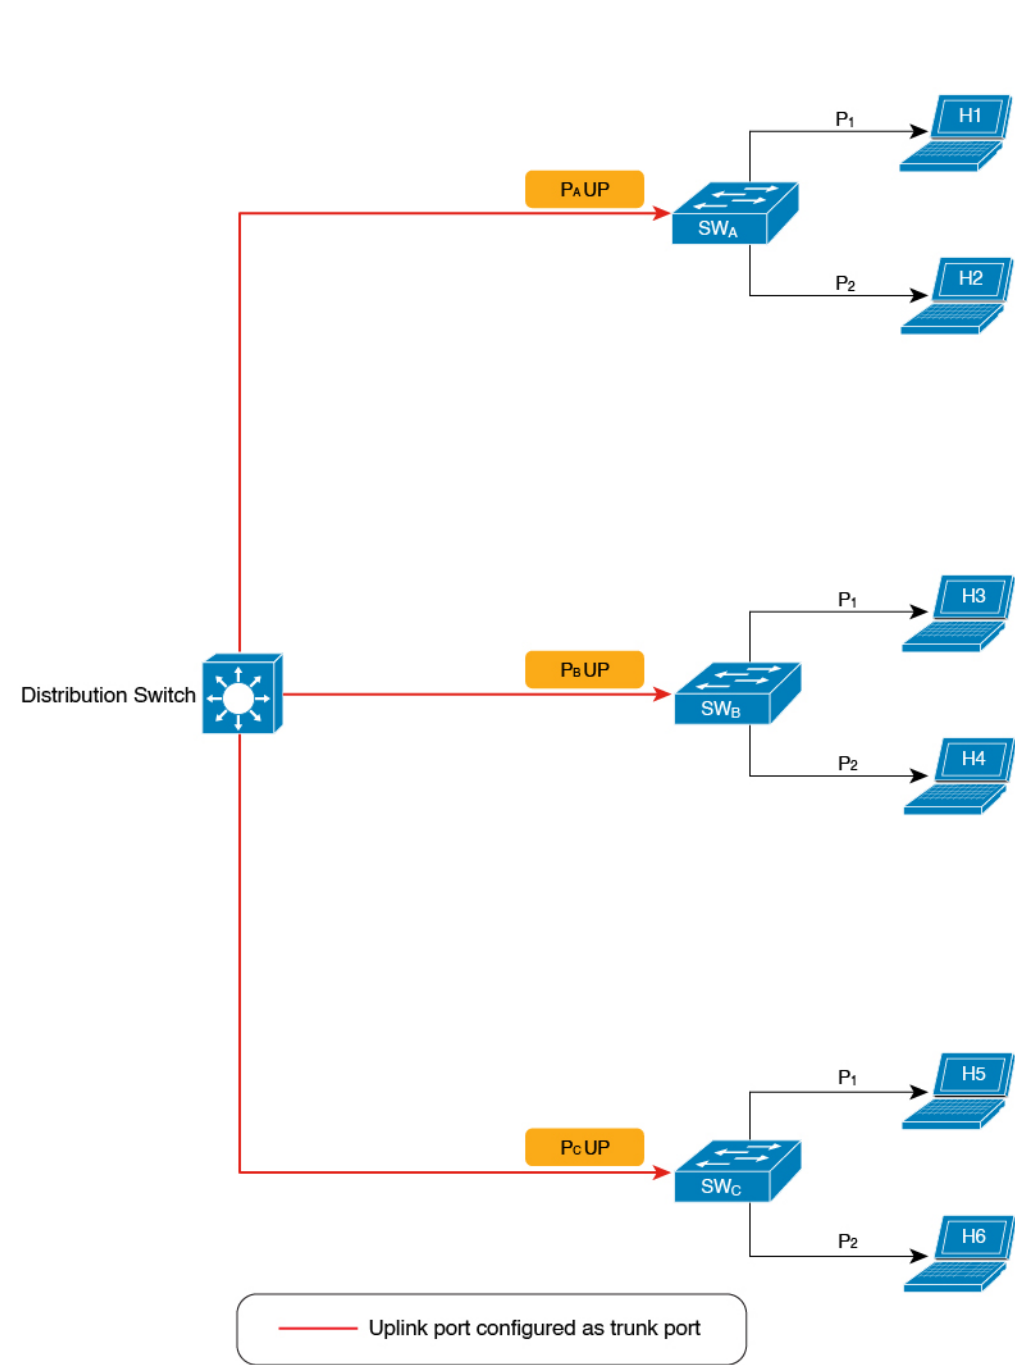 P1
H1
PA UP
SWA
P2
H2
P1
H3
PB UP
Distribution Switch
SWB
P2
H4
P1
H5
PC UP
SWC
P2
H6
Uplink port configured as trunk port